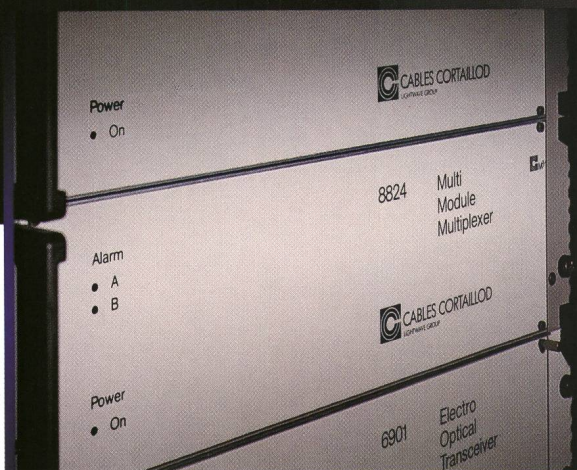 CABLES CORTAILLOD
LIGHTWAVE GROUP
Power
On
8824 Multi
Module
Multiplexer
Alarm
A
B
CABLES CORTAILLOD
LIGHTWAVE GROUP
Power
On
6901 Electro
Optical
Transceiver